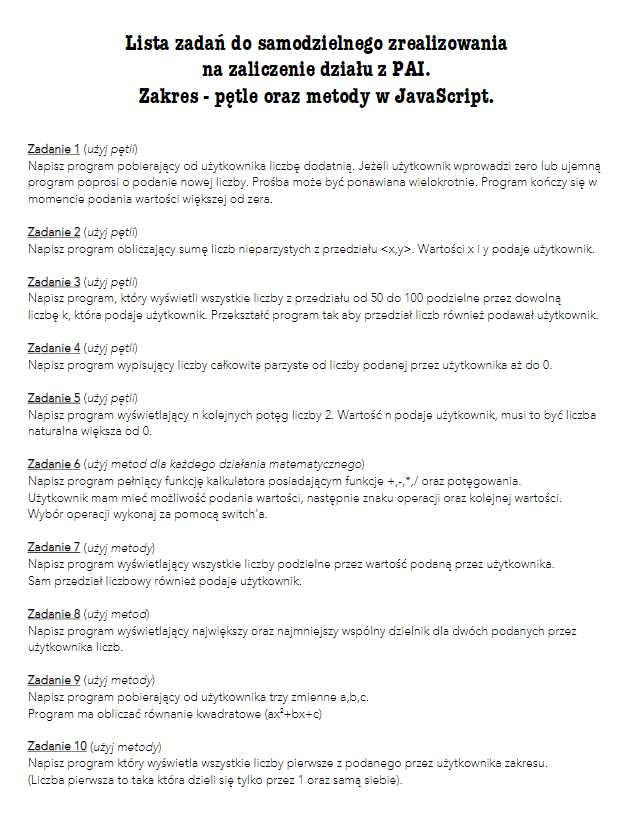 Lista zadań do samodzielnego zrealizowania
na zaliczenie działu z PAI.
Zakres - pętle oraz metody w JavaScript.
Zadanie 1 (użyj pętli)
Napisz program pobierający od użytkownika liczbę dodatnią. Jeżeli użytkownik wprowadzi zero lub ujemną
program poprosi o podanie nowej liczby. Prośba może być ponawiana wielokrotnie. Program kończy się w
momencie podania wartości większej od zera.
Zadanie 2 (użyj pętli)
Napisz program obliczający sumę liczb nieparzystych z przedziału <x,y>. Wartości x i y podaje użytkownik.
Zadanie 3 (użyj pętli)
Napisz program, który wyświetli wszystkie liczby z przedziału od 50 do 100 podzielne przez dowolną
liczbę k, która podaje użytkownik. Przekształć program tak aby przedział liczb również podawał użytkownik.
Zadanie 4 (użyj pętli)
Napisz program wypisujący liczby całkowite parzyste od liczby podanej przez użytkownika aż do 0.
Zadanie 5 (użyj pętli)
Napisz program wyświetlający n kolejnych potęg liczby 2. Wartość n podaje użytkownik, musi to być liczba
naturalna większa od 0.
Zadanie 6 (użyj metod dla każdego działania matematycznego)
Napisz program pełniący funkcję kalkulatora posiadającym funkcje +,-,*,/ oraz potęgowania.
Użytkownik mam mieć możliwość podania wartości, następnie znaku operacji oraz kolejnej wartości.
Wybór operacji wykonaj za pomocą switch'a.
Zadanie 7 (użyj metody)
Napisz program wyświetlający wszystkie liczby podzielne przez wartość podaną przez użytkownika.
Sam przedział liczbowy również podaje użytkownik.
Zadanie 8 (użyj metod)
Napisz program wyświetlający największy oraz najmniejszy wspólny dzielnik dla dwóch podanych przez
użytkownika liczb.
Zadanie 9 (użyj metody)
Napisz program pobierający od użytkownika trzy zmienne a,b,c.
Program ma obliczać równanie kwadratowe (ax²+bx+c)
Zadanie 10 (użyj metody)
Napisz program który wyświetla wszystkie liczby pierwsze z podanego przez użytkownika zakresu.
(Liczba pierwsza to taka która dzieli się tylko przez 1 oraz samą siebie).